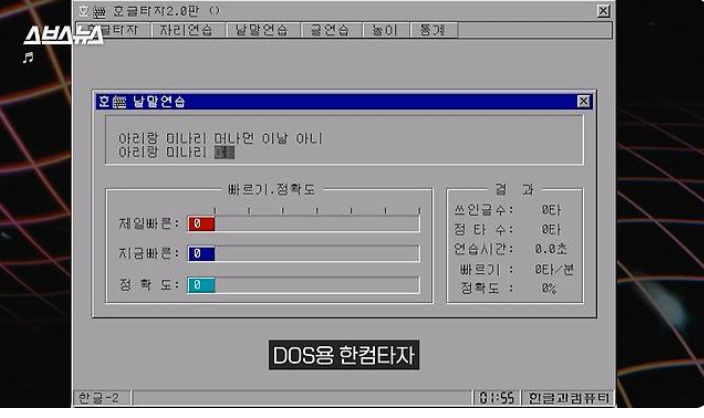 호 글타자2.0판 ()
스브스뉴스
글타자 자리연습 낱말연습 글연습 놀이 통계
호 낱말연습
아리랑 미나리 머나먼 이날 아니
아리랑 미나리 머
빠르기.정확도
제일빠른: 0
지금빠른: 0
정 확 도: 0
결 과
쓰인글수: 0타
정 타 수: 0타
연습시간: 0.0초
빠르기 : 0타/분
정확도 : 0%
DOS용 한컴타자
한글-2 01:55 한글과컴퓨터